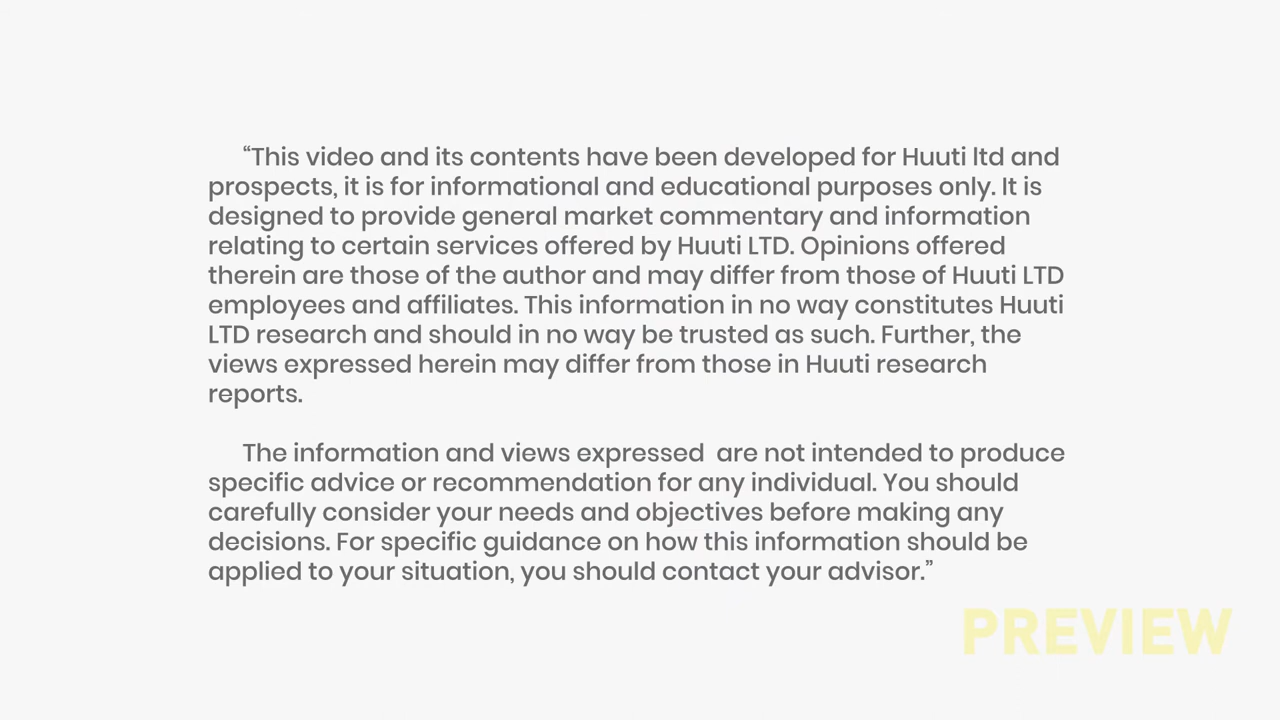 “This video and its contents have been developed for Huuti ltd and
prospects, it is for informational and educational purposes only. It is
designed to provide general market commentary and information
relating to certain services offered by Huuti LTD. Opinions offered
therein are those of the author and may differ from those of Huuti LTD
employees and affiliates. This information in no way constitutes Huuti
LTD research and should in no way be trusted as such. Further, the
views expressed herein may differ from those in Huuti research
reports.
The information and views expressed  are not intended to produce
specific advice or recommendation for any individual. You should
carefully consider your needs and objectives before making any
decisions. For specific guidance on how this information should be
applied to your situation, you should contact your advisor.”
PREVIEW